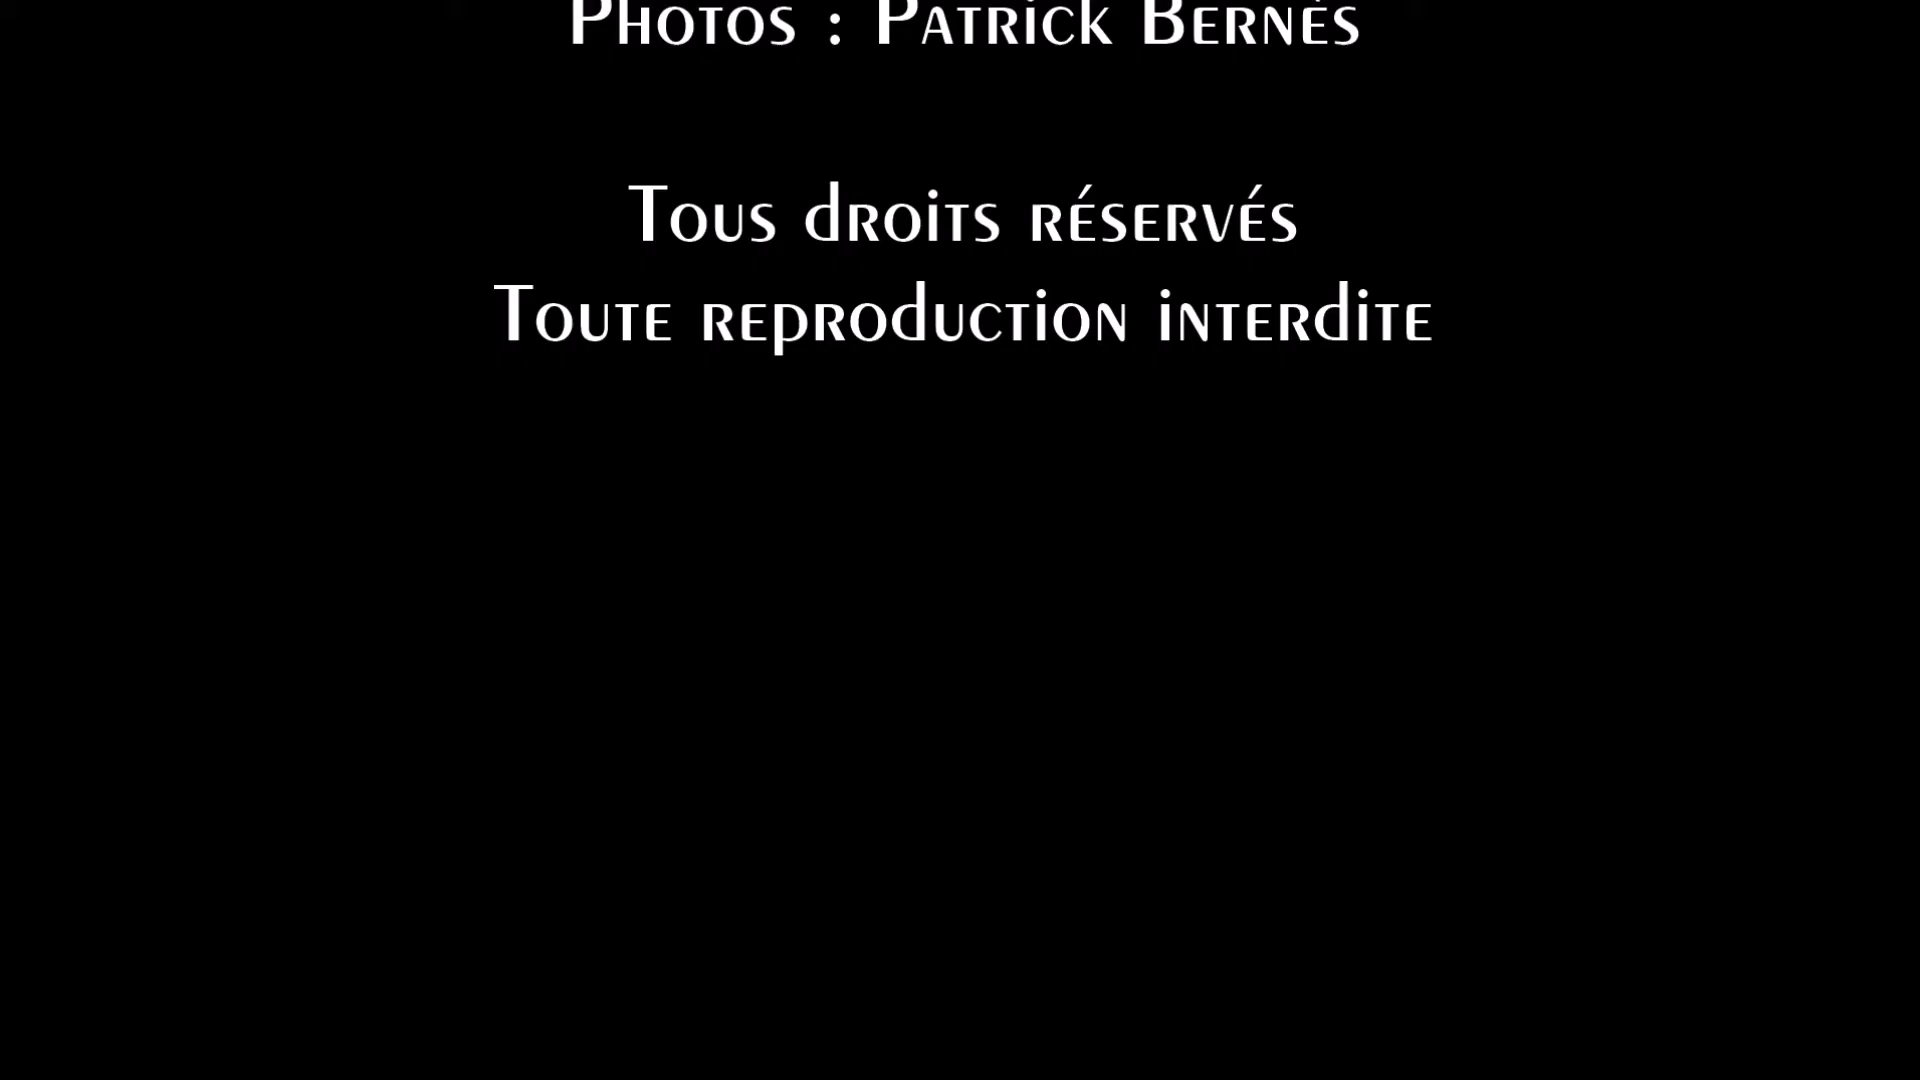 Photos : Patrick Bernès
Tous droits réservés
Toute reproduction interdite